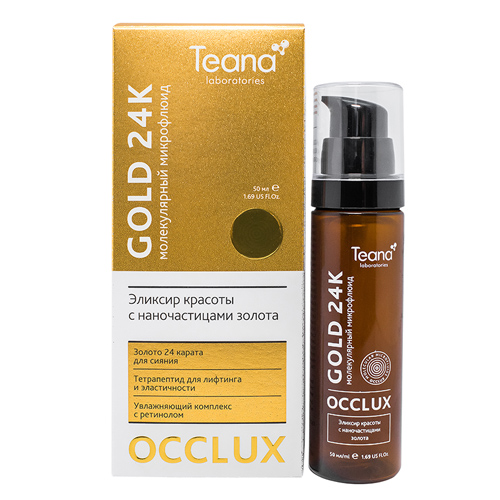 Teana
laboratories
GOLD 24K
молекулярный микрофлюид
50 мл ℮
1.69 US Fl.Oz.
Эликсир красоты
с наночастицами золота
Золото 24 карата
для сияния
Тетрапептид для лифтинга
и эластичности
Увлажняющий комплекс
с ретинолом
OCCLUX
Teana
laboratories
GOLD 24K
молекулярный микрофлюид
OCCLUX
Эликсир красоты
с наночастицами
золота
50 мл/ml ℮ 1.69 US Fl.Oz.